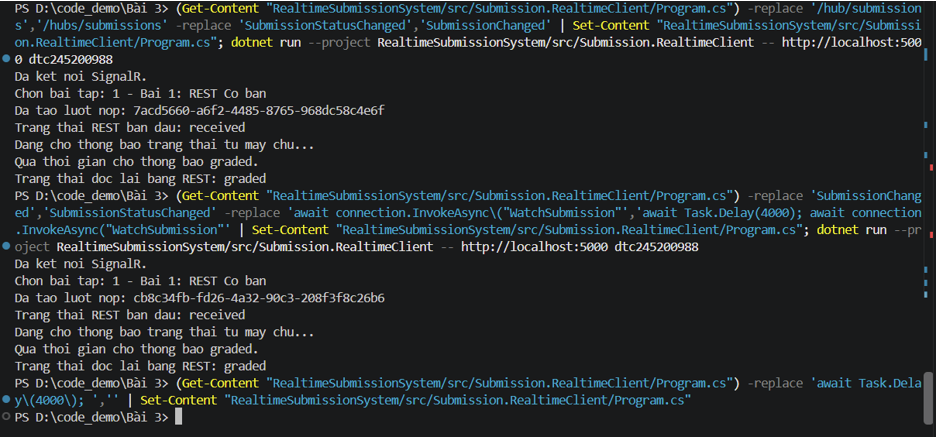 PS D:\code_demo\Bài 3> (Get-Content "RealtimeSubmissionSystem/src/Submission.RealtimeClient/Program.cs") -replace '/hub/submission
s','/hubs/submissions' -replace 'SubmissionStatusChanged','SubmissionChanged' | Set-Content "RealtimeSubmissionSystem/src/Submissi
on.RealtimeClient/Program.cs"; dotnet run --project RealtimeSubmissionSystem/src/Submission.RealtimeClient -- http://localhost:500
0 dtc245200988
Da ket noi SignalR.
Chon bai tap: 1 - Bai 1: REST Co ban
Da tao luot nop: 7acd5660-a6f2-4485-8765-968dc58c4e6f
Trang thai REST ban dau: received
Dang cho thong bao trang thai tu may chu...
Qua thoi gian cho thong bao graded.
Trang thai doc lai bang REST: graded
PS D:\code_demo\Bài 3> (Get-Content "RealtimeSubmissionSystem/src/Submission.RealtimeClient/Program.cs") -replace 'SubmissionChang
ed','SubmissionStatusChanged' -replace 'await connection.InvokeAsync\("WatchSubmission"','await Task.Delay(4000); await connection
.InvokeAsync("WatchSubmission"' | Set-Content "RealtimeSubmissionSystem/src/Submission.RealtimeClient/Program.cs"; dotnet run --pr
oject RealtimeSubmissionSystem/src/Submission.RealtimeClient -- http://localhost:5000 dtc245200988
Da ket noi SignalR.
Chon bai tap: 1 - Bai 1: REST Co ban
Da tao luot nop: cb8c34fb-fd26-4a32-90c3-208f3f8c26b6
Trang thai REST ban dau: received
Dang cho thong bao trang thai tu may chu...
Qua thoi gian cho thong bao graded.
Trang thai doc lai bang REST: graded
PS D:\code_demo\Bài 3> (Get-Content "RealtimeSubmissionSystem/src/Submission.RealtimeClient/Program.cs") -replace 'await Task.Dela
y\(4000\); ','' | Set-Content "RealtimeSubmissionSystem/src/Submission.RealtimeClient/Program.cs"
PS D:\code_demo\Bài 3>